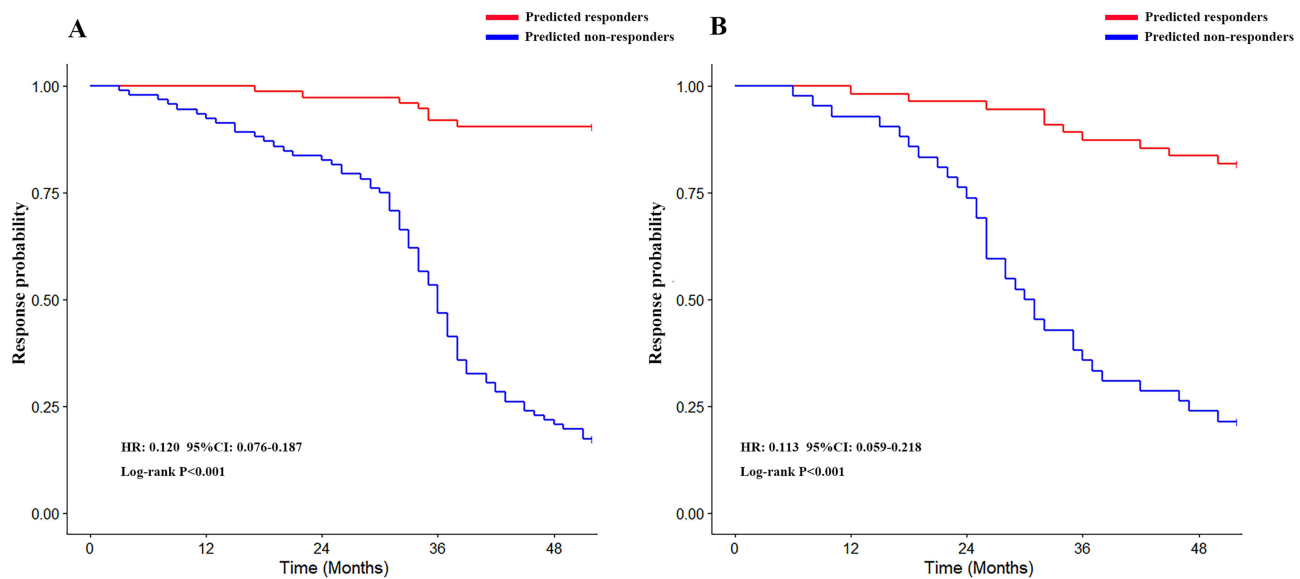 A
Predicted responders
Predicted non-responders
Response probability
1.00
0.75
0.50
0.25
0.00
HR: 0.120 95%CI: 0.076-0.187
Log-rank P<0.001
0 12 24 36 48
Time (Months)
B
Predicted responders
Predicted non-responders
Response probability
1.00
0.75
0.50
0.25
0.00
HR: 0.113 95%CI: 0.059-0.218
Log-rank P<0.001
0 12 24 36 48
Time (Months)